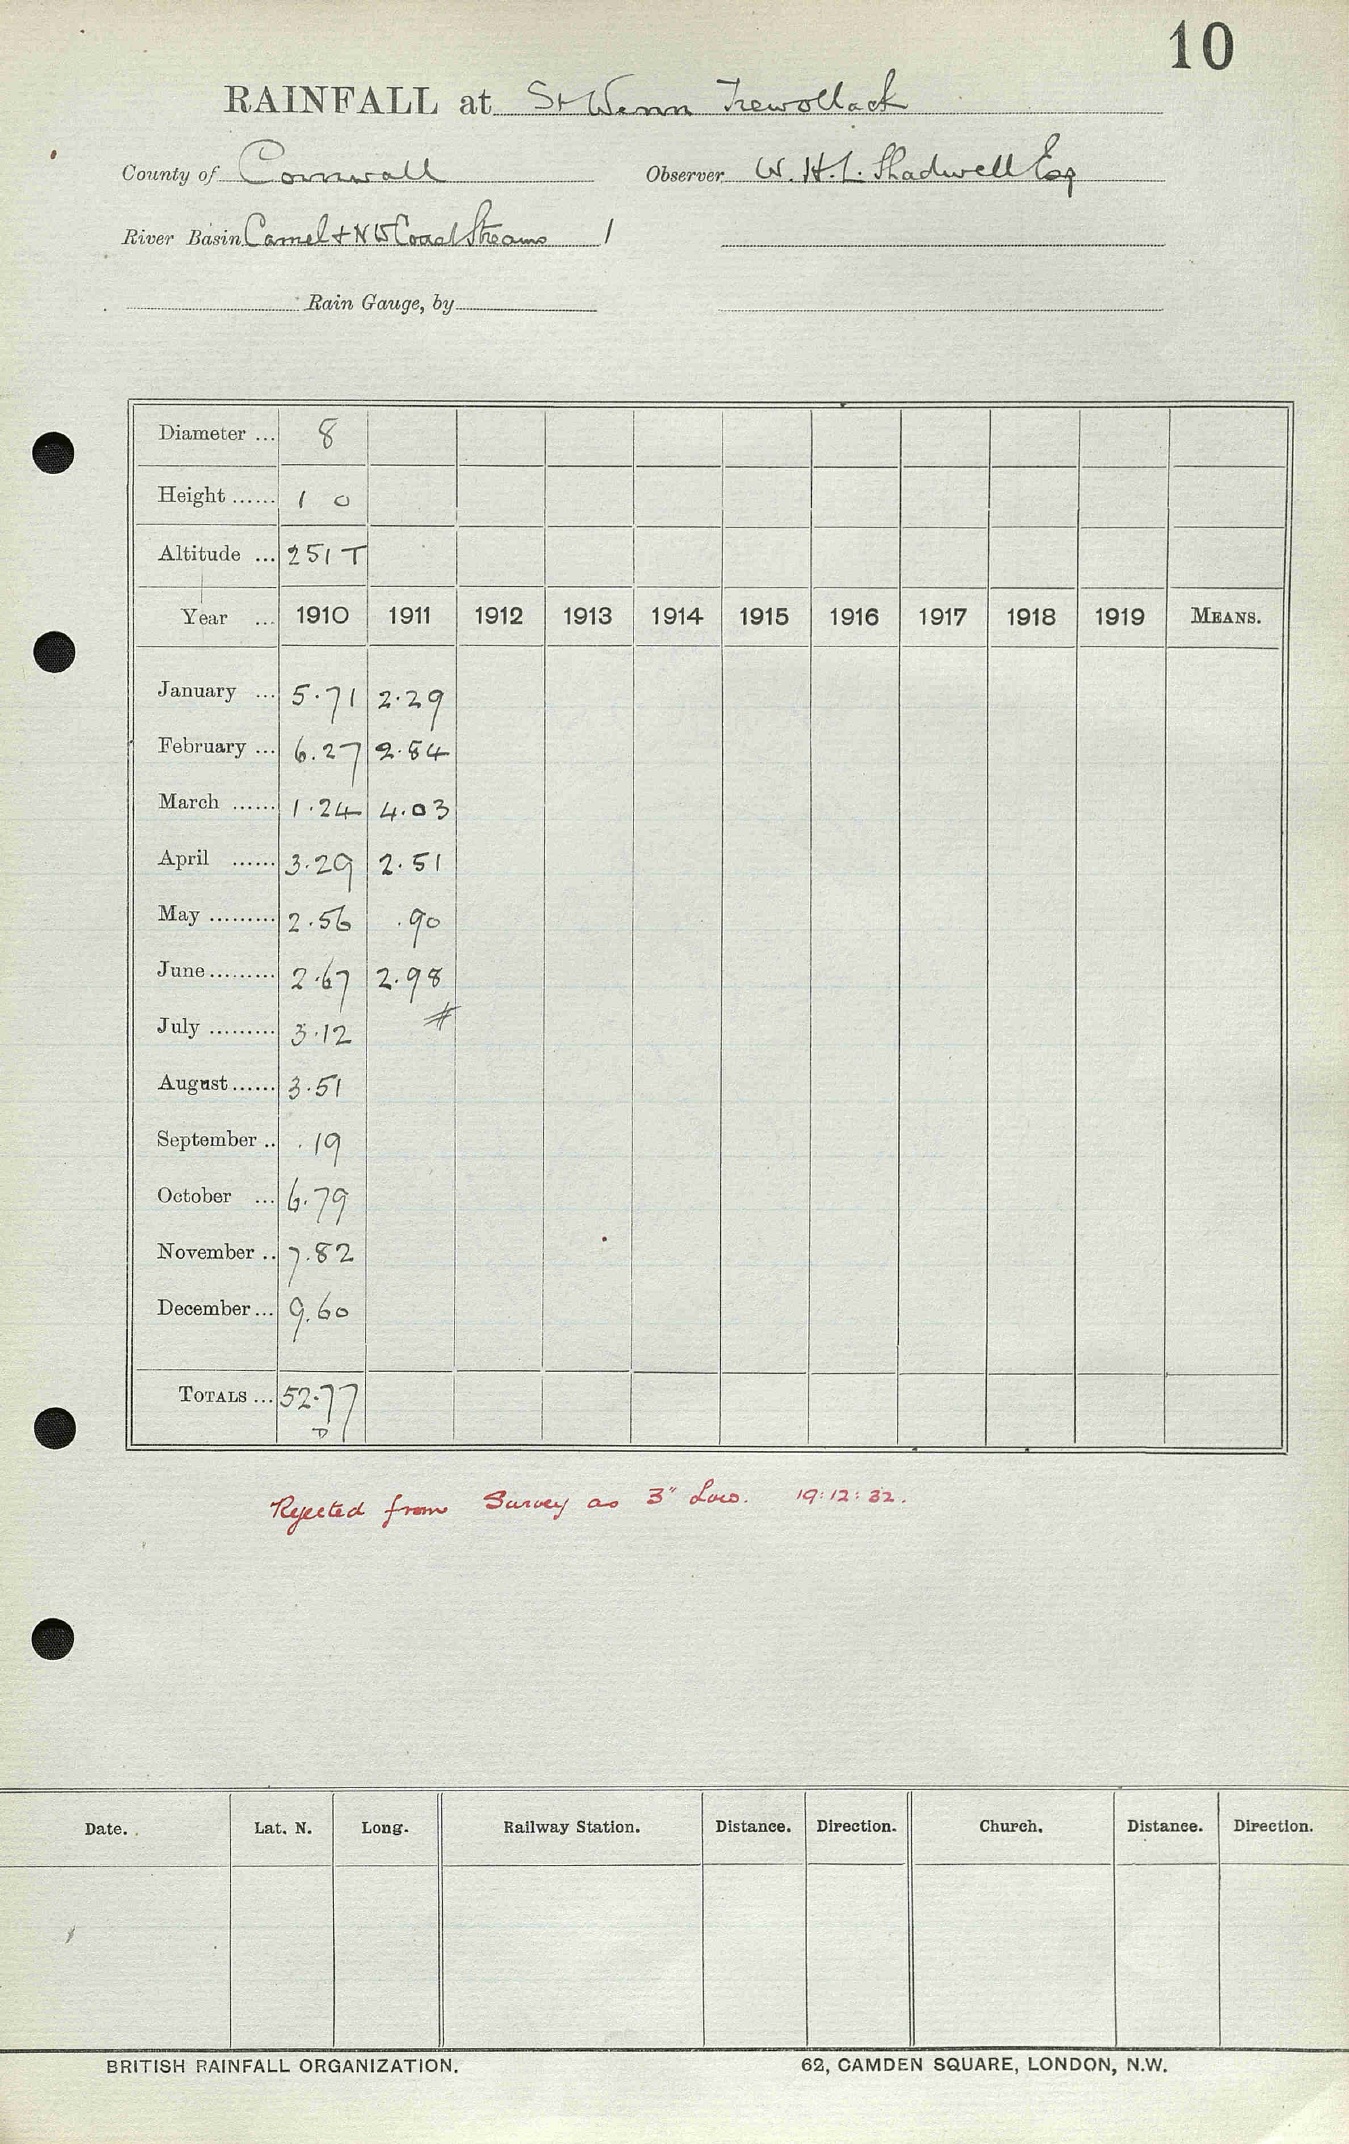 10
RAINFALL at St Wenn Trewollack
County of Cornwall Observer W. H. L. Shadwell Esq
River Basin Camel + N W Coast Streams 1
Rain Gauge, by
Diameter ... 8
Height ...... 1 0
Altitude ... 251 T
Year ... 1910 1911 1912 1913 1914 1915 1916 1917 1918 1919 MEANS.
January ... 5.71 2.29
February ... 6.27 2.84
March ...... 1.24 4.03
April ...... 3.29 2.51
May ......... 2.56 .90
June ......... 2.67 2.98
July ......... 3.12 #
August ...... 3.51
September .. .19
October ... 6.79
November .. 7.82
December ... 9.60
TOTALS ... 52.77
D
Rejected from Survey as 3" Low. 19:12:32.
Date. Lat. N. Long. Railway Station. Distance. Direction. Church. Distance. Direction.
BRITISH RAINFALL ORGANIZATION. 62, CAMDEN SQUARE, LONDON, N.W.